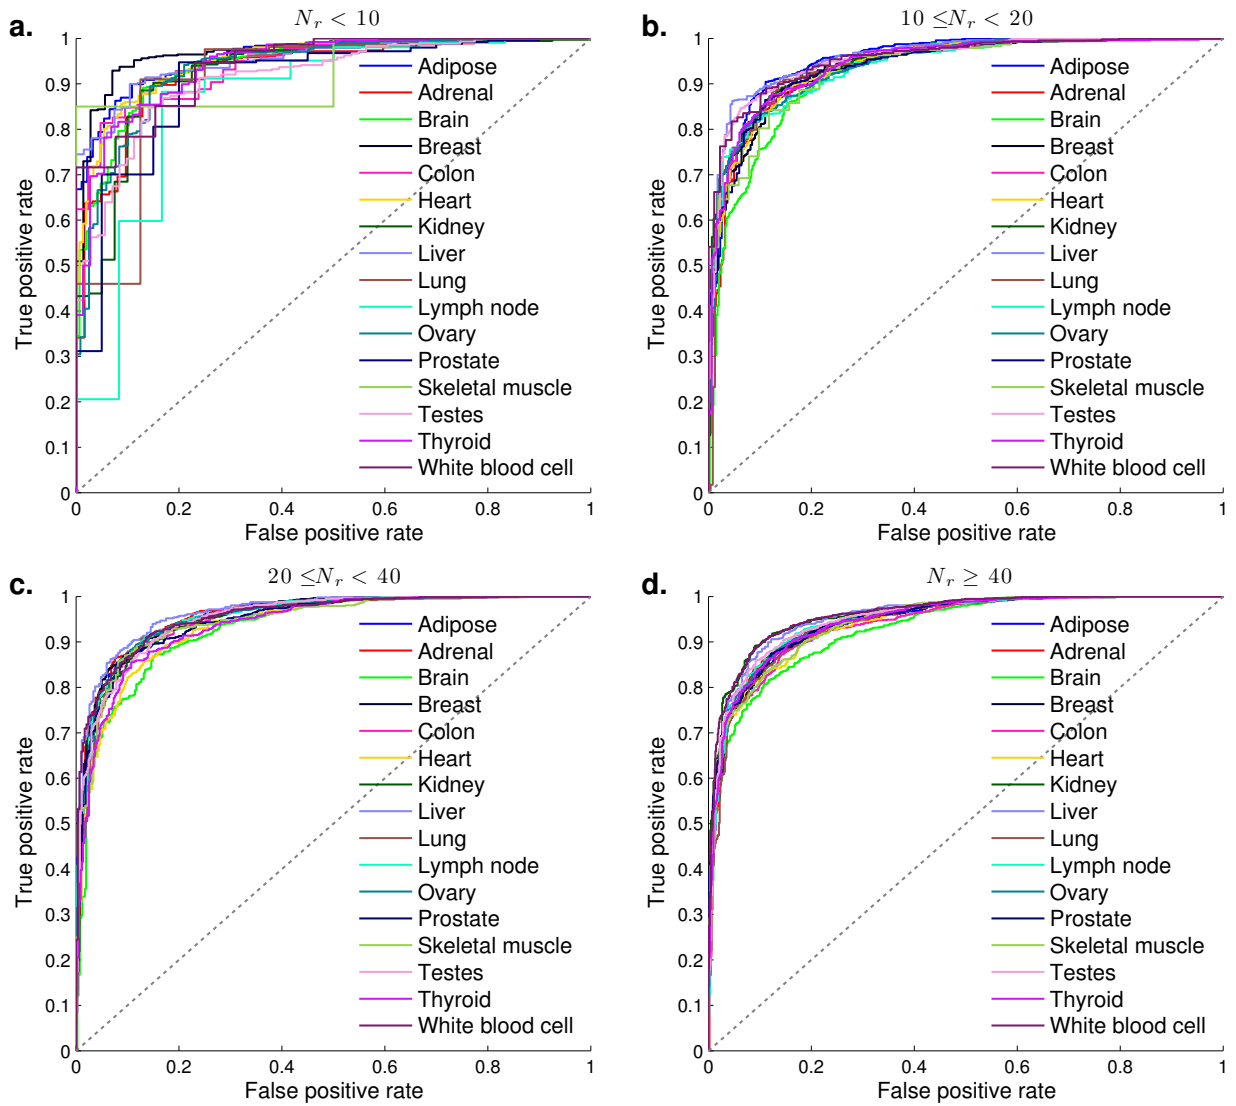 a.
N_r < 10
1
0.9
0.8
0.7
0.6
0.5
0.4
0.3
0.2
0.1
0
True positive rate
Adipose
Adrenal
Brain
Breast
Colon
Heart
Kidney
Liver
Lung
Lymph node
Ovary
Prostate
Skeletal muscle
Testes
Thyroid
White blood cell
0 0.2 0.4 0.6 0.8 1
False positive rate
b.
10 ≤N_r < 20
1
0.9
0.8
0.7
0.6
0.5
0.4
0.3
0.2
0.1
0
True positive rate
Adipose
Adrenal
Brain
Breast
Colon
Heart
Kidney
Liver
Lung
Lymph node
Ovary
Prostate
Skeletal muscle
Testes
Thyroid
White blood cell
0 0.2 0.4 0.6 0.8 1
False positive rate
c.
20 ≤N_r < 40
1
0.9
0.8
0.7
0.6
0.5
0.4
0.3
0.2
0.1
0
True positive rate
Adipose
Adrenal
Brain
Breast
Colon
Heart
Kidney
Liver
Lung
Lymph node
Ovary
Prostate
Skeletal muscle
Testes
Thyroid
White blood cell
0 0.2 0.4 0.6 0.8 1
False positive rate
d.
N_r ≥ 40
1
0.9
0.8
0.7
0.6
0.5
0.4
0.3
0.2
0.1
0
True positive rate
Adipose
Adrenal
Brain
Breast
Colon
Heart
Kidney
Liver
Lung
Lymph node
Ovary
Prostate
Skeletal muscle
Testes
Thyroid
White blood cell
0 0.2 0.4 0.6 0.8 1
False positive rate